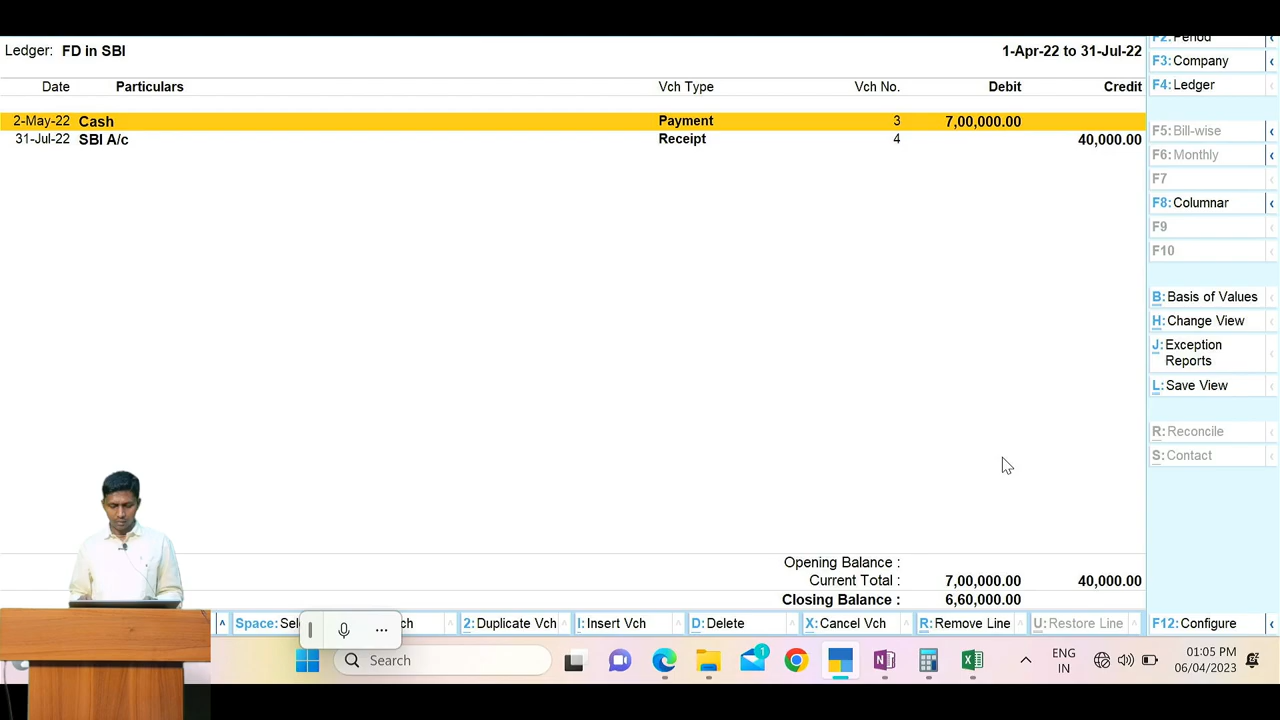 F2: Period
Ledger: FD in SBI 1-Apr-22 to 31-Jul-22
F3: Company
Date Particulars Vch Type Vch No. Debit Credit
F4: Ledger
2-May-22 Cash Payment 3 7,00,000.00
31-Jul-22 SBI A/c Receipt 4 40,000.00
F5: Bill-wise
F6: Monthly
F7
F8: Columnar
F9
F10
B: Basis of Values
H: Change View
J: Exception
Reports
L: Save View
R: Reconcile
S: Contact
Opening Balance :
Current Total : 7,00,000.00 40,000.00
Closing Balance : 6,60,000.00
Space: 2: Duplicate Vch I: Insert Vch D: Delete X: Cancel Vch R: Remove Line U: Restore Line F12: Configure
Search
1
ENG
IN
01:05 PM
06/04/2023